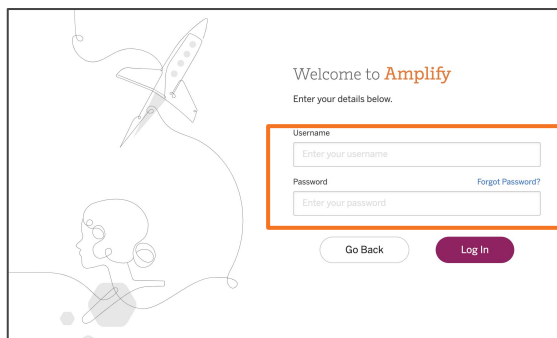 Welcome to Amplify
Enter your details below.
Username
Enter your username
Password Forgot Password?
Enter your password
Go Back Log In